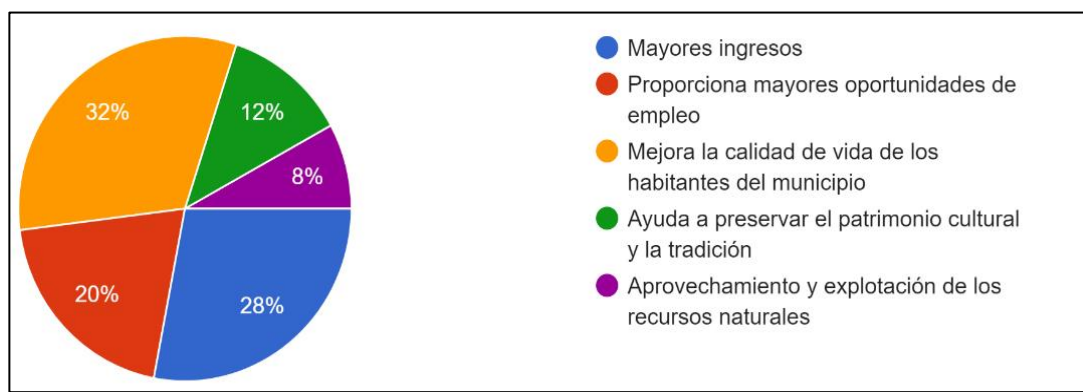 32%
12%
8%
20%
28%
Mayores ingresos
Proporciona mayores oportunidades de
empleo
Mejora la calidad de vida de los
habitantes del municipio
Ayuda a preservar el patrimonio cultural
y la tradición
Aprovechamiento y explotación de los
recursos naturales